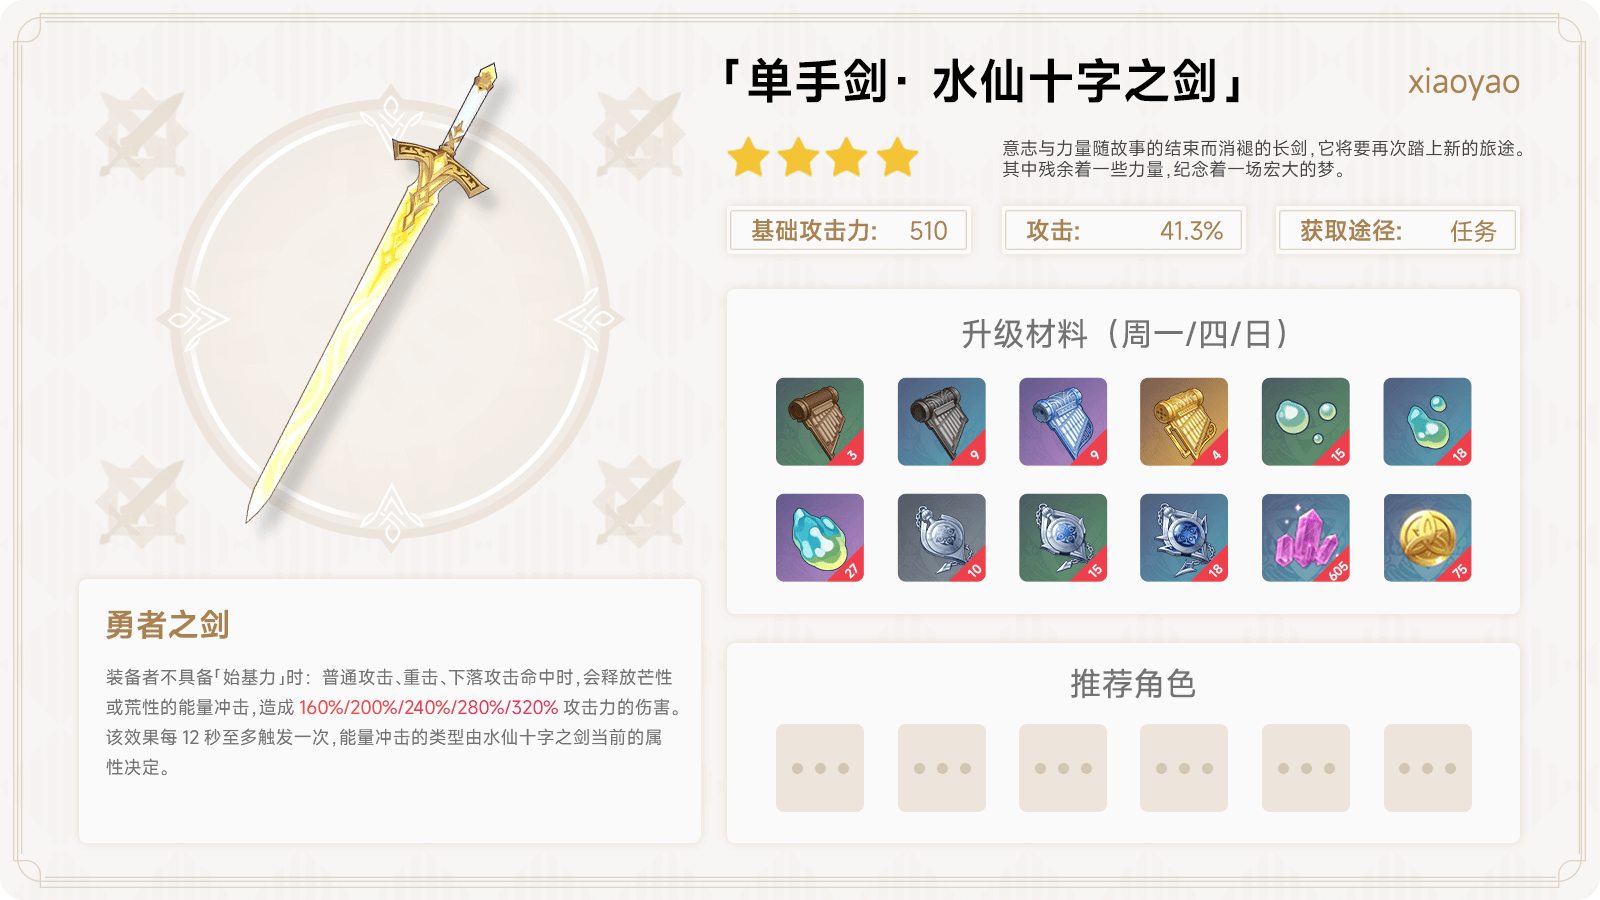 「单手剑· 水仙十字之剑」
xiaoyao
意志与力量随故事的结束而消褪的长剑，它将要再次踏上新的旅途。
其中残余着一些力量，纪念着一场宏大的梦。
基础攻击力: 510
攻击: 41.3%
获取途径: 任务
升级材料（周一/四/日）
3 9 9 4 15 18
27 10 15 18 605 75
勇者之剑
装备者不具备「始基力」时：普通攻击、重击、下落攻击命中时，会释放芒性
或荒性的能量冲击，造成 160%/200%/240%/280%/320% 攻击力的伤害。
该效果每 12 秒至多触发一次，能量冲击的类型由水仙十字之剑当前的属
性决定。
推荐角色